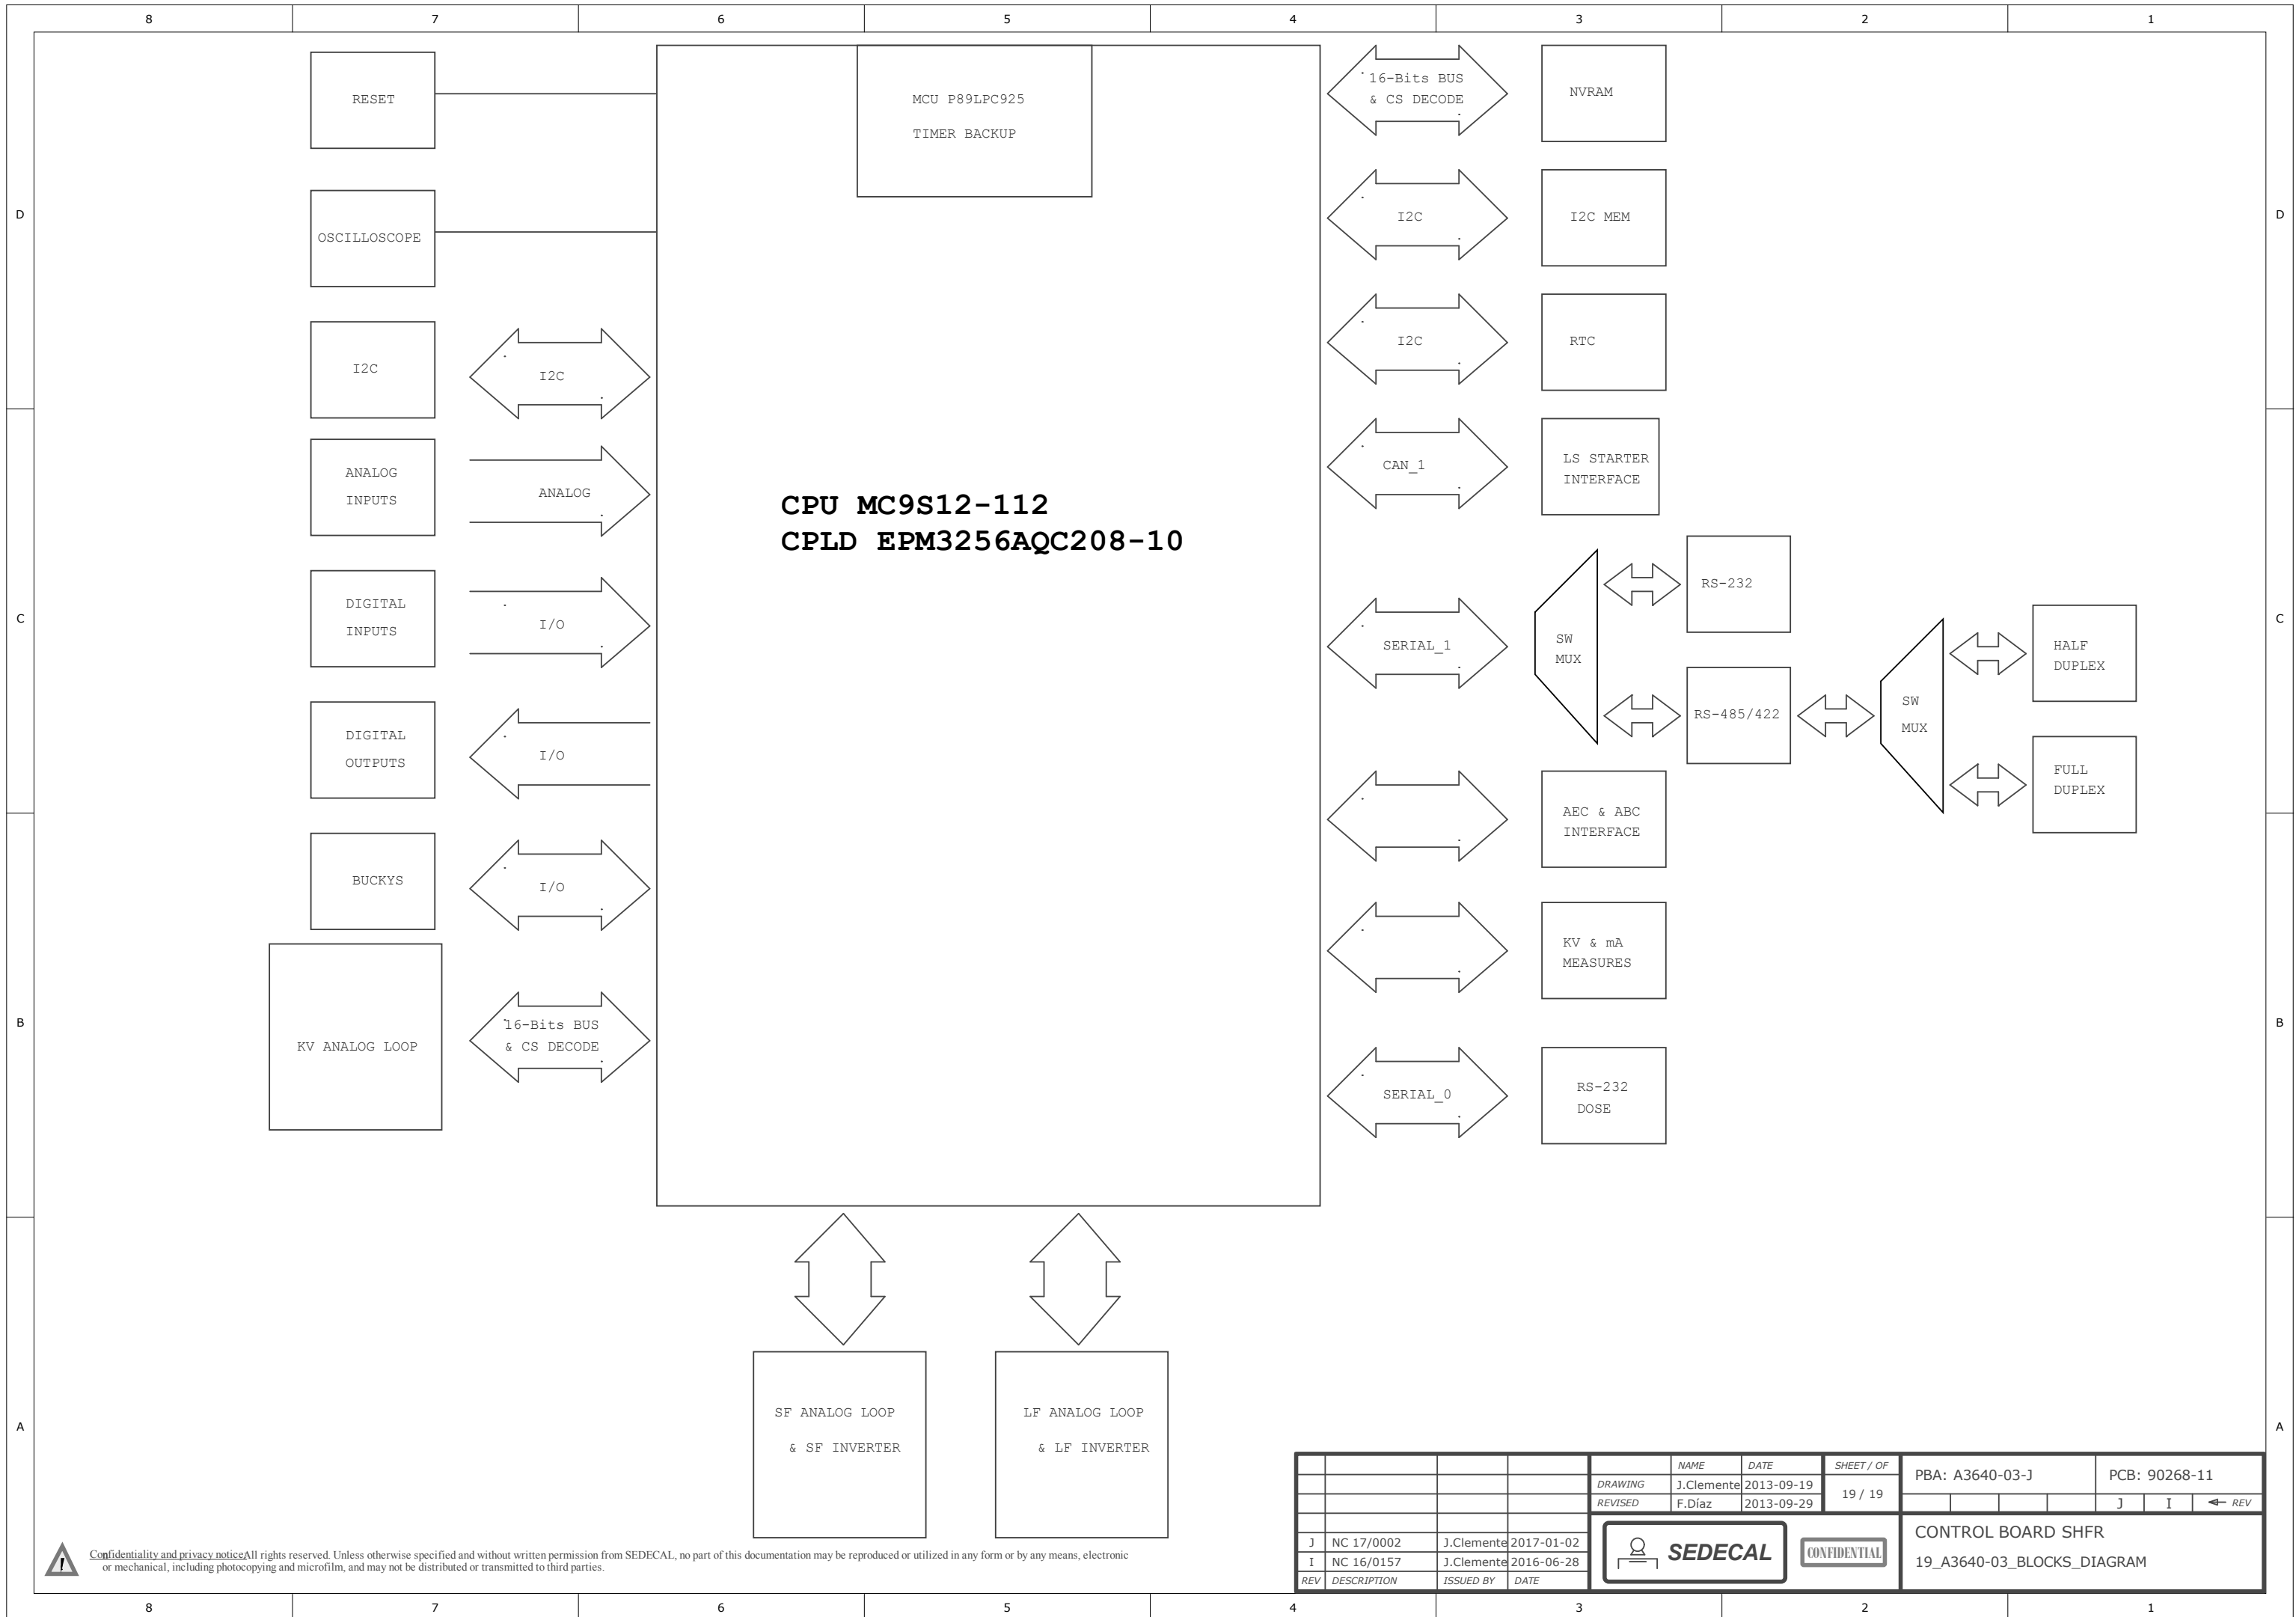 8 7 6 5 4 3 2 1
D
C
B
A
D
C
B
A
RESET
OSCILLOSCOPE
I2C
I2C
ANALOG
INPUTS
ANALOG
DIGITAL
INPUTS
I/O
DIGITAL
OUTPUTS
I/O
BUCKYS
I/O
KV ANALOG LOOP
16-Bits BUS
& CS DECODE
MCU P89LPC925
TIMER BACKUP
CPU MC9S12-112
CPLD EPM3256AQC208-10
16-Bits BUS
& CS DECODE
NVRAM
I2C
I2C MEM
I2C
RTC
CAN_1
LS STARTER
INTERFACE
SERIAL_1
SW
MUX
RS-232
RS-485/422
SW
MUX
HALF
DUPLEX
FULL
DUPLEX
AEC & ABC
INTERFACE
KV & mA
MEASURES
SERIAL_0
RS-232
DOSE
SF ANALOG LOOP
& SF INVERTER
LF ANALOG LOOP
& LF INVERTER
Confidentiality and privacy notice: All rights reserved. Unless otherwise specified and without written permission from SEDECAL, no part of this documentation may be reproduced or utilized in any form or by any means, electronic
or mechanical, including photocopying and microfilm, and may not be distributed or transmitted to third parties.
J NC 17/0002 J.Clemente 2017-01-02
I NC 16/0157 J.Clemente 2016-06-28
REV DESCRIPTION ISSUED BY DATE
NAME DATE SHEET / OF
DRAWING J.Clemente 2013-09-19
19 / 19
REVISED F.Díaz 2013-09-29
PBA: A3640-03-J PCB: 90268-11
J I REV
SEDECAL
CONFIDENTIAL
CONTROL BOARD SHFR
19_A3640-03_BLOCKS_DIAGRAM
8 7 6 5 4 3 2 1